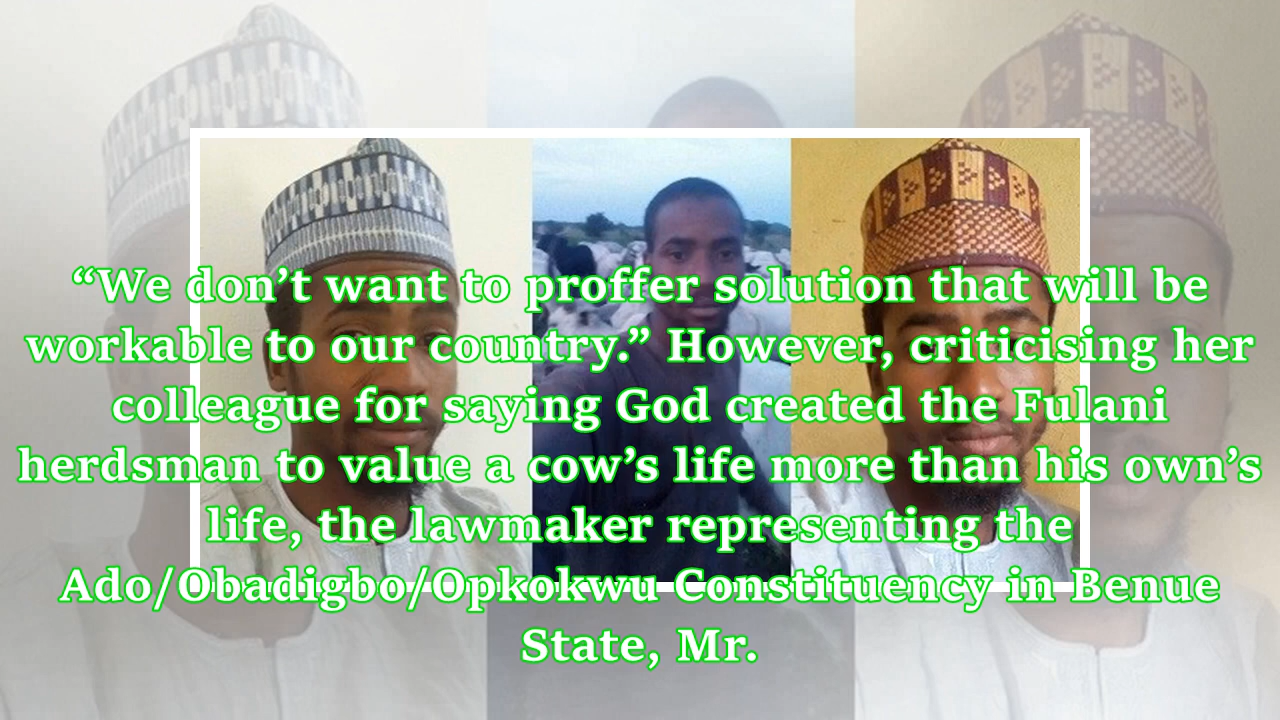 “We don’t want to proffer solution that will be
workable to our country.” However, criticising her
colleague for saying God created the Fulani
herdsman to value a cow’s life more than his own’s
life, the lawmaker representing the
Ado/Obadigbo/Opkokwu Constituency in Benue
State, Mr.